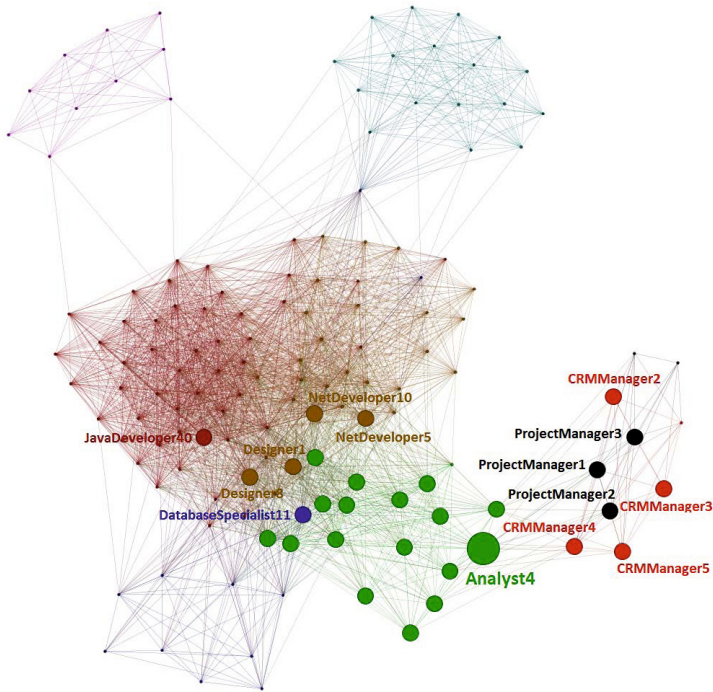 CRMManager2
NetDeveloper10
ProjectManager3
JavaDeveloper40
NetDeveloper5
Designer1
ProjectManager1
Designer8
ProjectManager2
CRMManager3
DatabaseSpecialist11
CRMManager4
CRMManager5
Analyst4